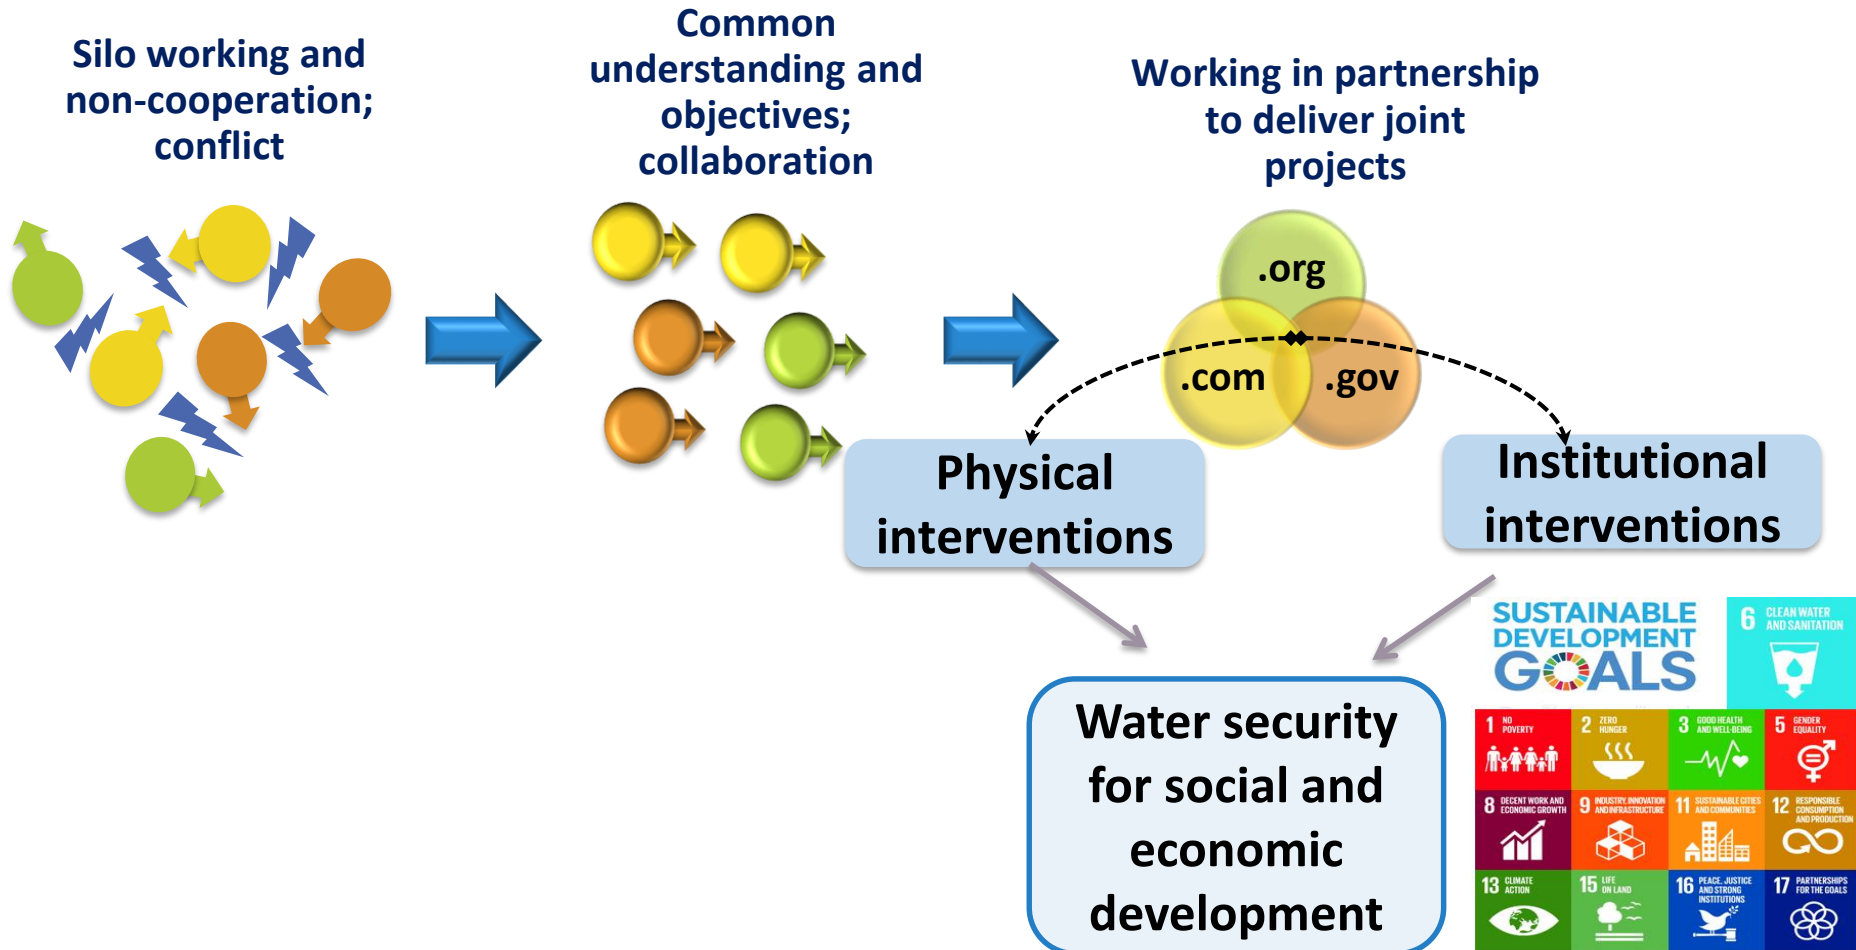 Silo working and
non-cooperation;
conflict
Common
understanding and
objectives;
collaboration
Working in partnership
to deliver joint
projects
.org
.com
.gov
Physical
interventions
Institutional
interventions
Water security
for social and
economic
development
SUSTAINABLE
DEVELOPMENT
GOALS
6 CLEAN WATER
AND SANITATION
1 NO
POVERTY
2 ZERO
HUNGER
3 GOOD HEALTH
AND WELL-BEING
5 GENDER
EQUALITY
8 DECENT WORK AND
ECONOMIC GROWTH
9 INDUSTRY, INNOVATION
AND INFRASTRUCTURE
11 SUSTAINABLE CITIES
AND COMMUNITIES
12 RESPONSIBLE
CONSUMPTION
AND PRODUCTION
13 CLIMATE
ACTION
15 LIFE
ON LAND
16 PEACE, JUSTICE
AND STRONG
INSTITUTIONS
17 PARTNERSHIPS
FOR THE GOALS